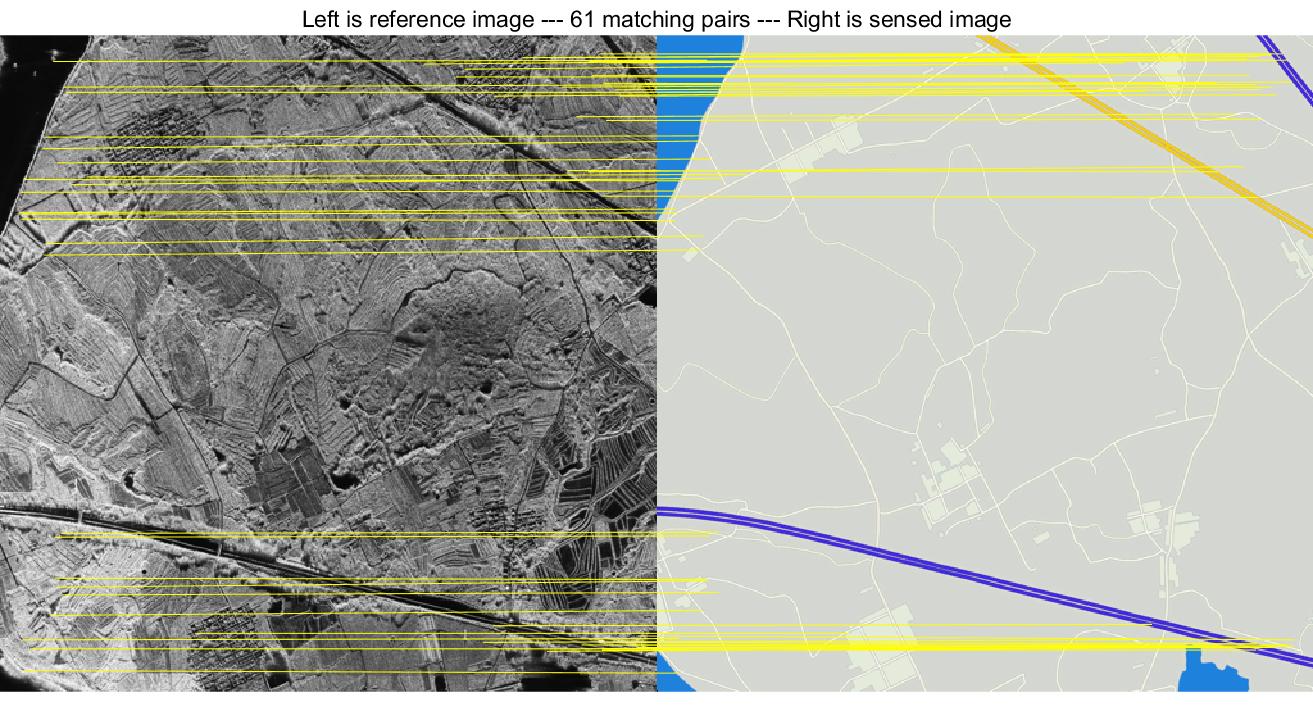 Left is reference image --- 61 matching pairs --- Right is sensed image